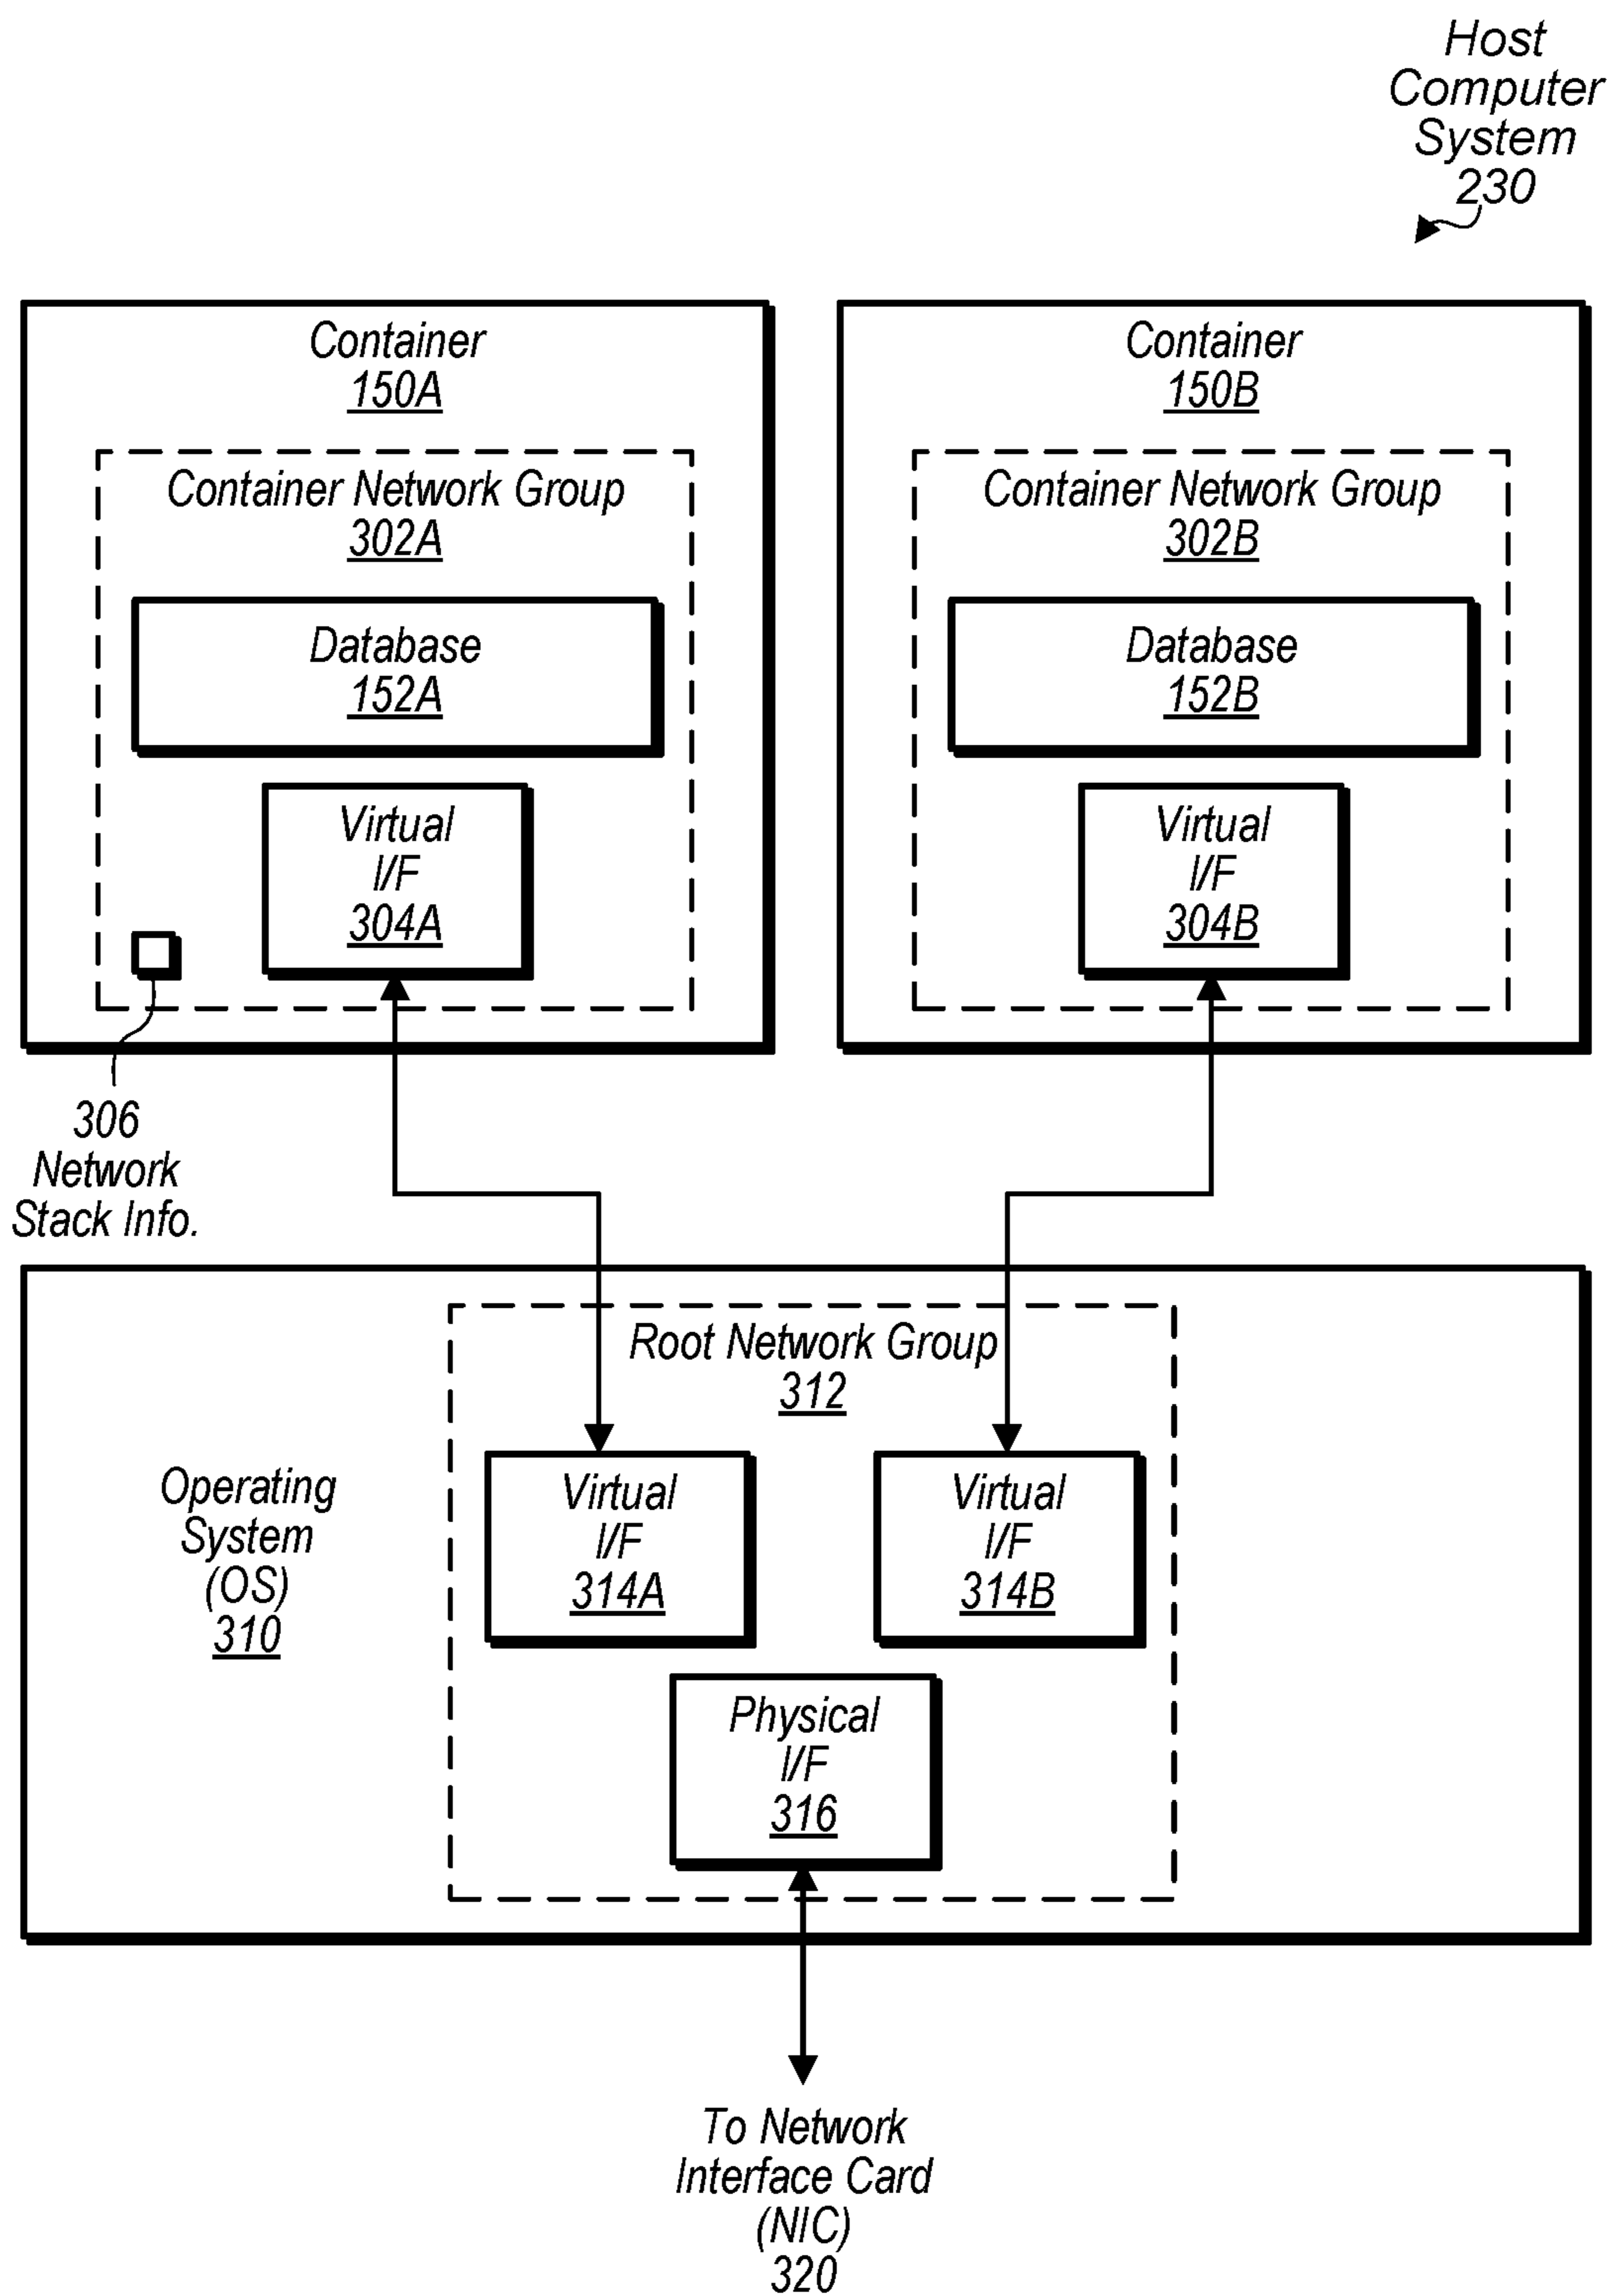 Host
Computer
System
230
Container
150A
Container Network Group
302A
Database
152A
Virtual
I/F
304A
306
Network
Stack Info.
Container
150B
Container Network Group
302B
Database
152B
Virtual
I/F
304B
Root Network Group
312
Operating
System
(OS)
310
Virtual
I/F
314A
Virtual
I/F
314B
Physical
I/F
316
To Network
Interface Card
(NIC)
320